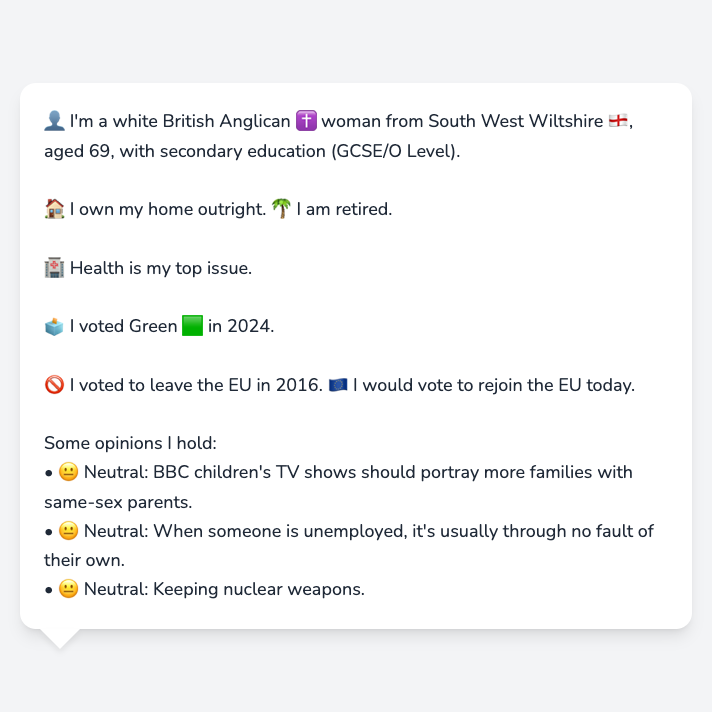 👤 I'm a white British Anglican ✝️ woman from South West Wiltshire 🏴󠁧󠁢󠁥󠁮󠁧󠁿,
aged 69, with secondary education (GCSE/O Level).
🏠 I own my home outright. 🌴 I am retired.
🏥 Health is my top issue.
🗳️ I voted Green 🟩 in 2024.
🚫 I voted to leave the EU in 2016. 🇪🇺 I would vote to rejoin the EU today.
Some opinions I hold:
• 😐 Neutral: BBC children's TV shows should portray more families with
same-sex parents.
• 😐 Neutral: When someone is unemployed, it's usually through no fault of
their own.
• 😐 Neutral: Keeping nuclear weapons.